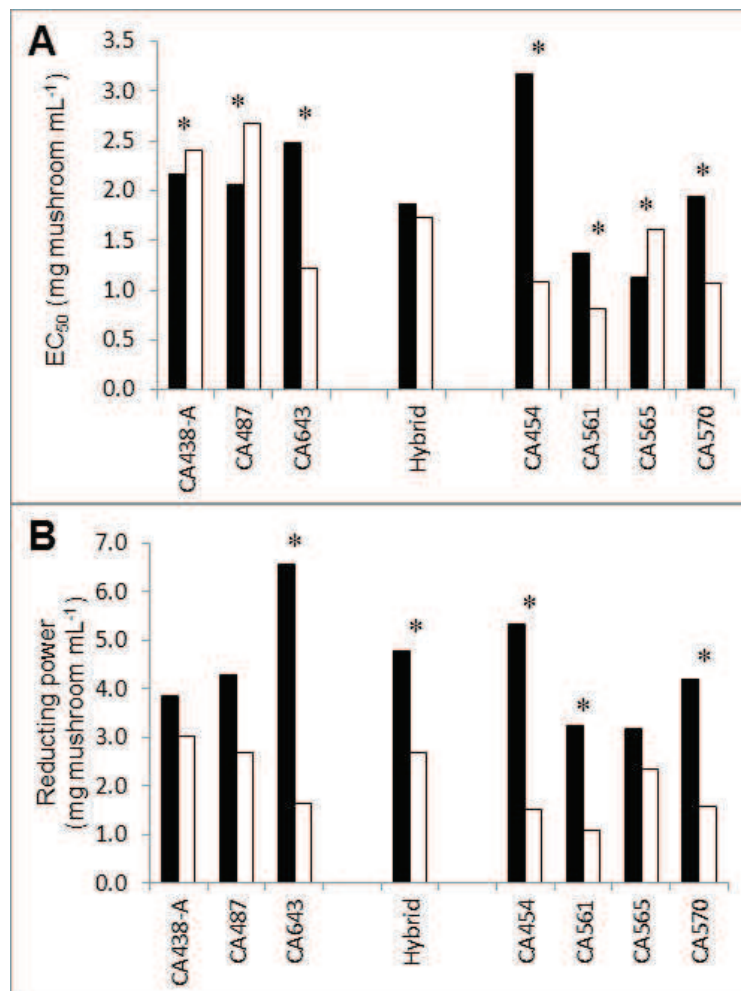 A
EC₅₀ (mg mushroom mL⁻¹)
3.5
3.0
2.5
2.0
1.5
1.0
0.5
0.0
* * * * * * *
CA438-A
CA487
CA643
Hybrid
CA454
CA561
CA565
CA570
B
Reducting power
(mg mushroom mL⁻¹)
7.0
6.0
5.0
4.0
3.0
2.0
1.0
0.0
* * * * *
CA438-A
CA487
CA643
Hybrid
CA454
CA561
CA565
CA570